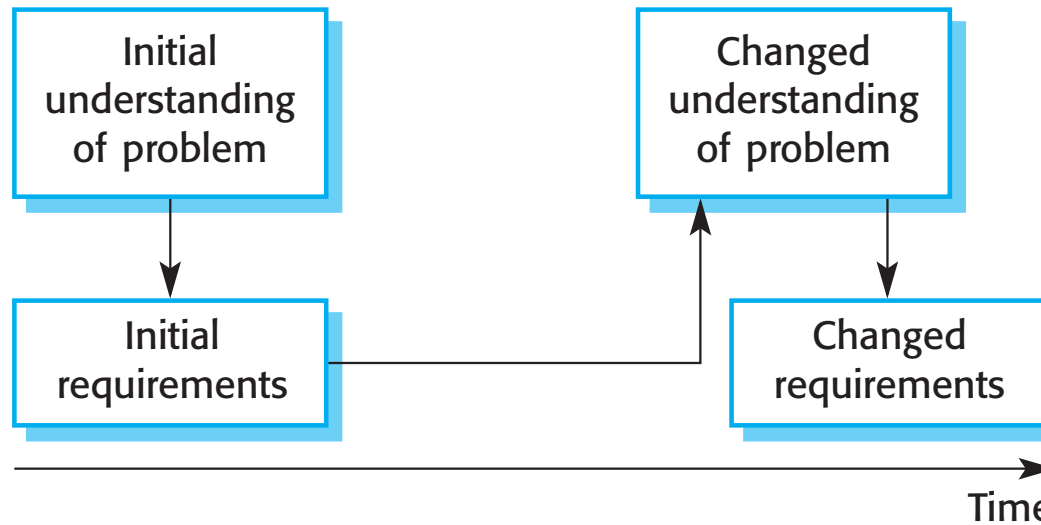 Initial
understanding
of problem
Changed
understanding
of problem
Initial
requirements
Changed
requirements
Time